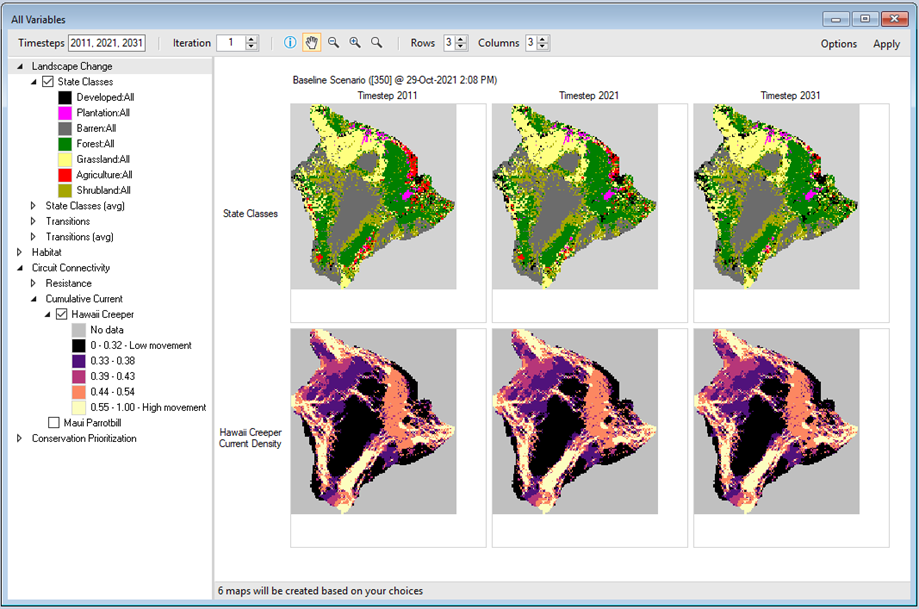 All Variables
Timesteps 2011, 2021, 2031 Iteration 1 Rows 3 Columns 3 Options Apply
Landscape Change
State Classes
Developed:All
Plantation:All
Barren:All
Forest:All
Grassland:All
Agriculture:All
Shrubland:All
State Classes (avg)
Transitions
Transitions (avg)
Habitat
Circuit Connectivity
Resistance
Cumulative Current
Hawaii Creeper
No data
0 - 0.32 - Low movement
0.33 - 0.38
0.39 - 0.43
0.44 - 0.54
0.55 - 1.00 - High movement
Maui Parrotbill
Conservation Prioritization
Baseline Scenario ([350] @ 29-Oct-2021 2:08 PM)
Timestep 2011 Timestep 2021 Timestep 2031
State Classes
Hawaii Creeper
Current Density
6 maps will be created based on your choices